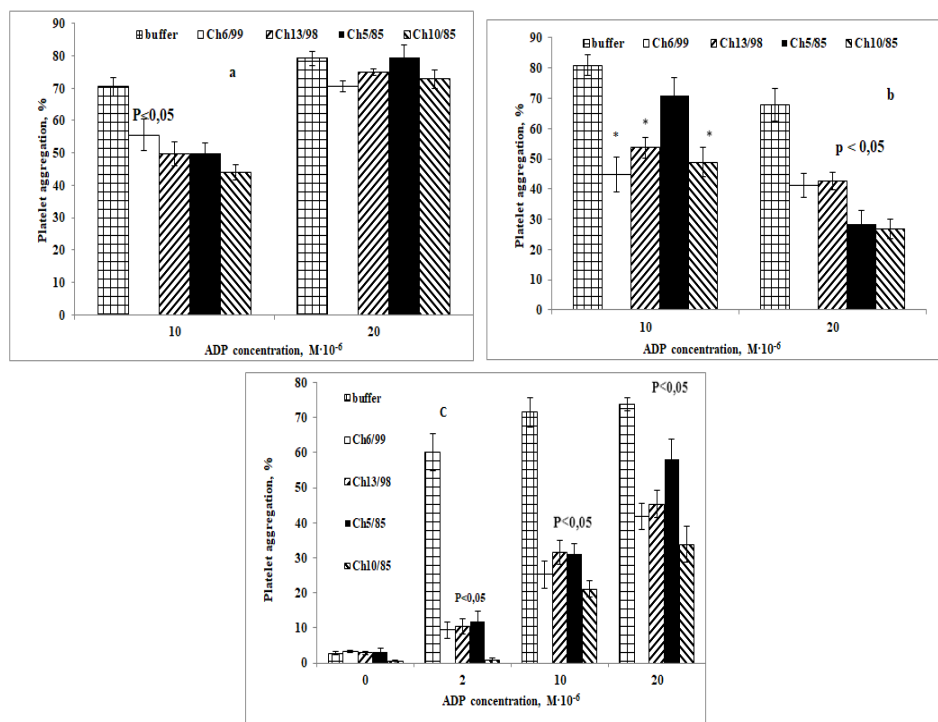 buffer Ch6/99 Ch13/98 Ch5/85 Ch10/85
a
P≤0,05
Platelet aggregation, %
90
80
70
60
50
40
30
20
10
0
10 20
ADP concentration, M·10-6
buffer Ch6/99 Ch13/98 Ch5/85 Ch10/85
b
* * *
p < 0,05
Platelet aggregation, %
90
80
70
60
50
40
30
20
10
0
10 20
ADP concentration, M·10-6
buffer
Ch6/99
Ch13/98
Ch5/85
Ch10/85
C
P<0,05
P<0,05
P<0,05
Platelet aggregation, %
80
70
60
50
40
30
20
10
0
0 2 10 20
ADP concentration, M·10-6